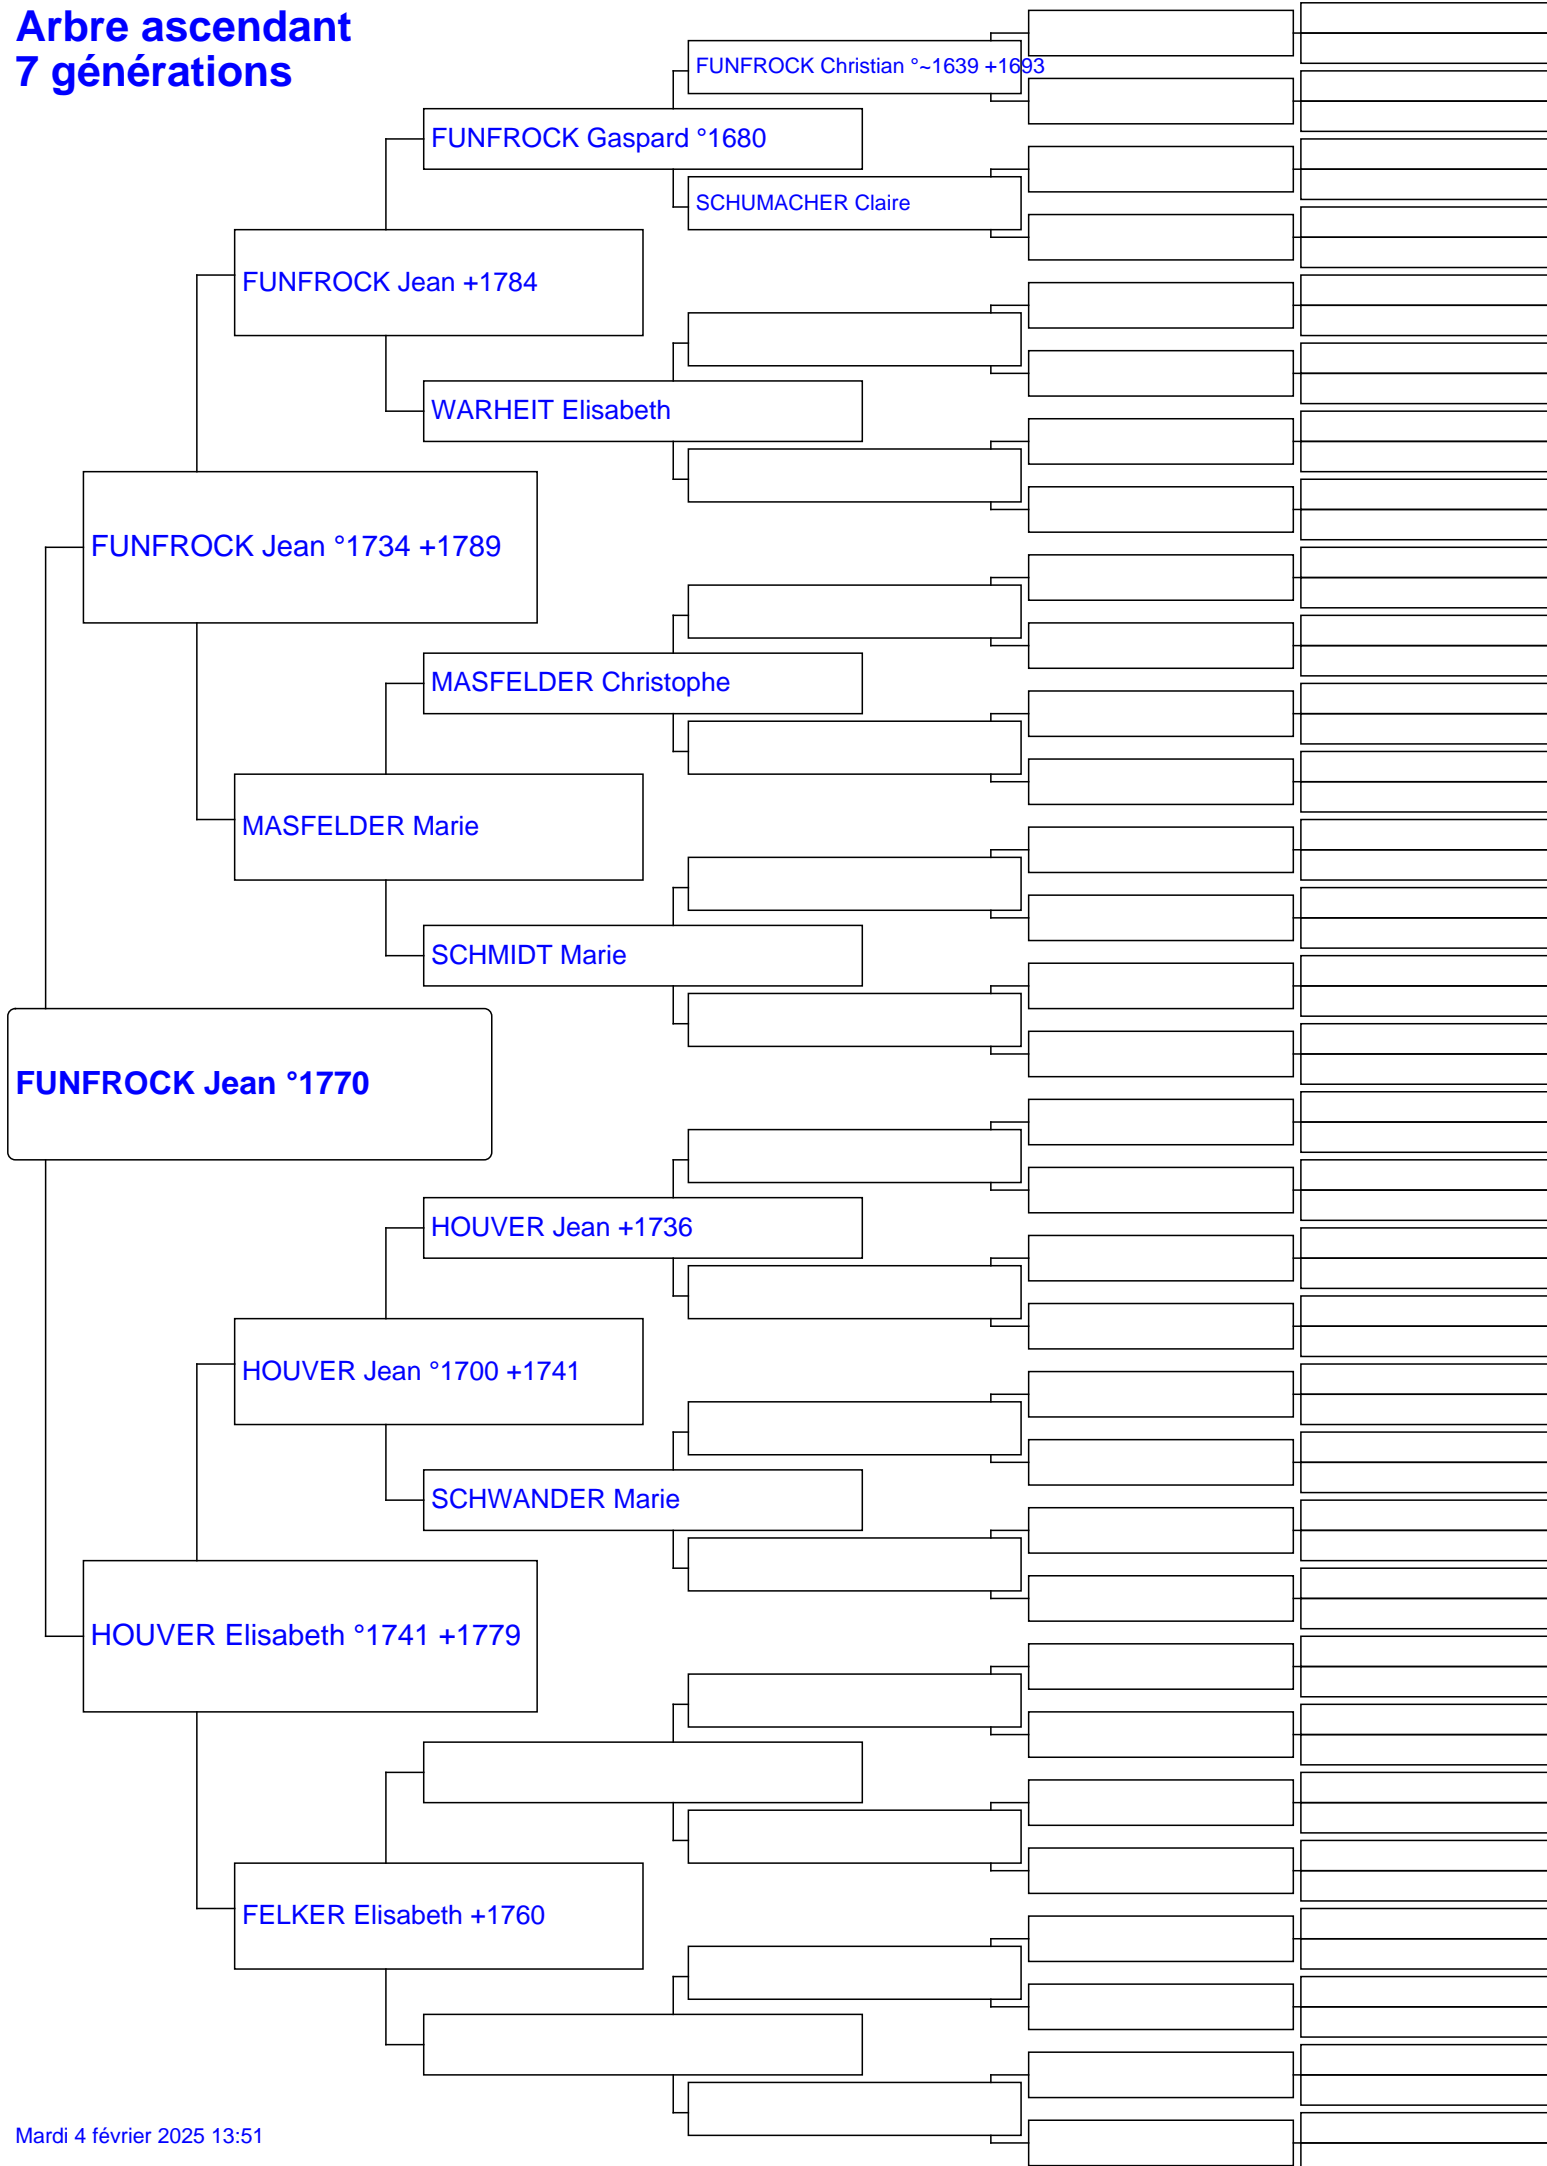 Arbre ascendant
7 générations
FUNFROCK Christian °~1639 +1693
FUNFROCK Gaspard °1680
SCHUMACHER Claire
FUNFROCK Jean +1784
WARHEIT Elisabeth
FUNFROCK Jean °1734 +1789
MASFELDER Christophe
MASFELDER Marie
SCHMIDT Marie
FUNFROCK Jean °1770
HOUVER Jean +1736
HOUVER Jean °1700 +1741
SCHWANDER Marie
HOUVER Elisabeth °1741 +1779
FELKER Elisabeth +1760
Mardi 4 février 2025 13:51